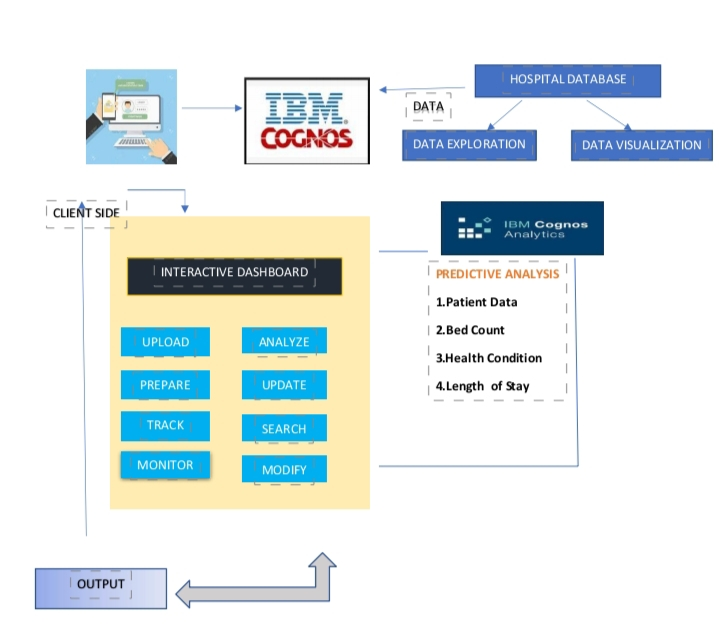 HOSPITAL DATABASE
IBM.
COGNOS
DATA
DATA EXPLORATION
DATA VISUALIZATION
CLIENT SIDE
IBM Cognos
Analytics
INTERACTIVE DASHBOARD
PREDICTIVE ANALYSIS
1.Patient Data
2.Bed Count
3.Health Condition
4.Length of Stay
UPLOAD
ANALYZE
PREPARE
UPDATE
TRACK
SEARCH
MONITOR
MODIFY
OUTPUT